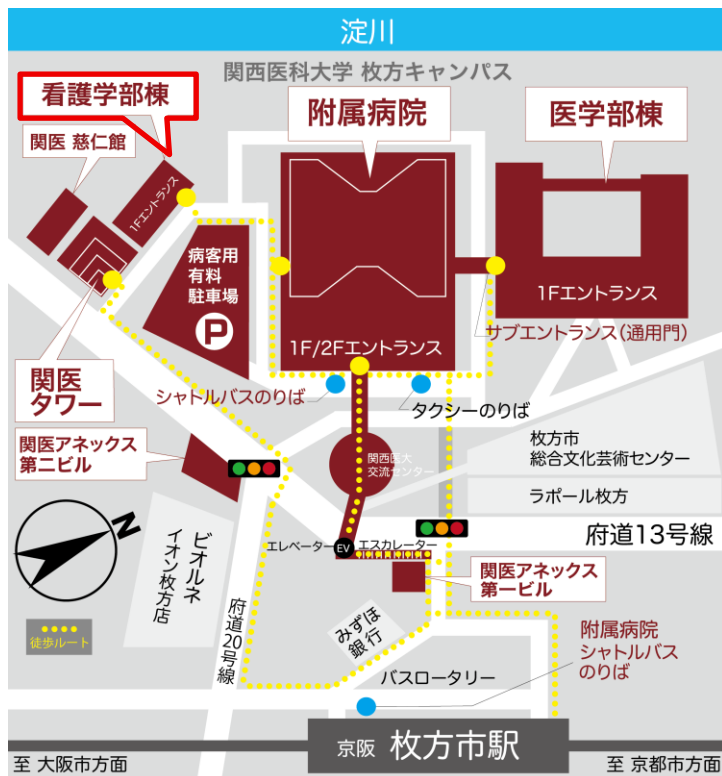 淀川
関西医科大学 枚方キャンパス
看護学部棟
附属病院
医学部棟
関医 慈仁館
1Fエントランス
病客用
有料
駐車場
P
1Fエントランス
サブエントランス（通用門）
1F/2Fエントランス
関医
タワー
シャトルバスのりば
タクシーのりば
関医アネックス
第二ビル
関西医大
交流センター
枚方市
総合文化芸術センター
ラポール枚方
府道13号線
N
エレベーター
EV
エスカレーター
関医アネックス
第一ビル
ビオルネ
イオン枚方店
府道20号線
みずほ
銀行
徒歩ルート
附属病院
シャトルバス
のりば
バスロータリー
京阪 枚方市駅
至 大阪市方面
至 京都市方面